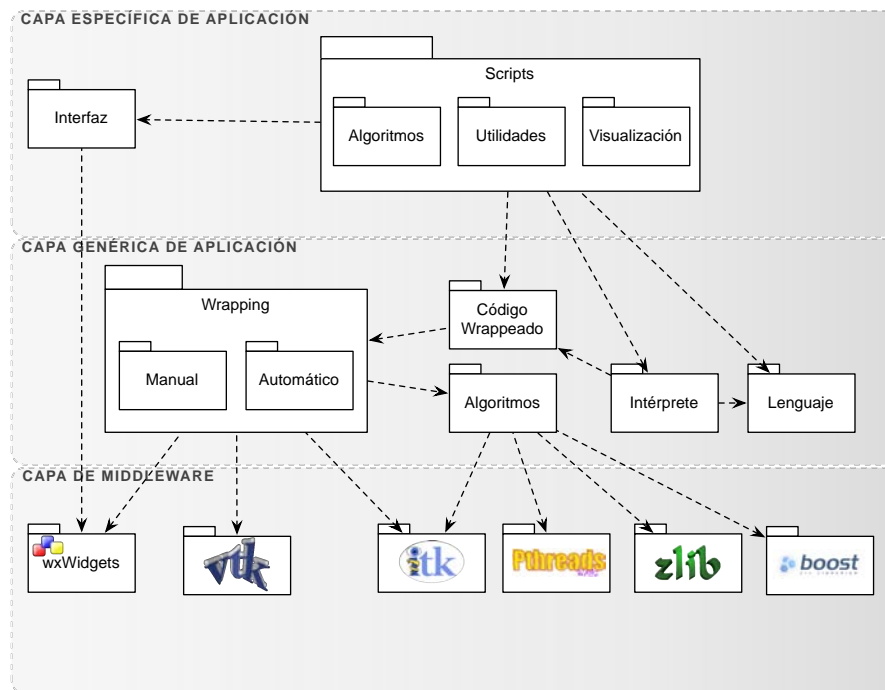 CAPA ESPECÍFICA DE APLICACIÓN
Scripts
Interfaz
Algoritmos
Utilidades
Visualización
CAPA GENÉRICA DE APLICACIÓN
Wrapping
Código
Wrappeado
Manual
Automático
Algoritmos
Intérprete
Lenguaje
CAPA DE MIDDLEWARE
wxWidgets
vtk
itk
Pthreads
zlib
boost